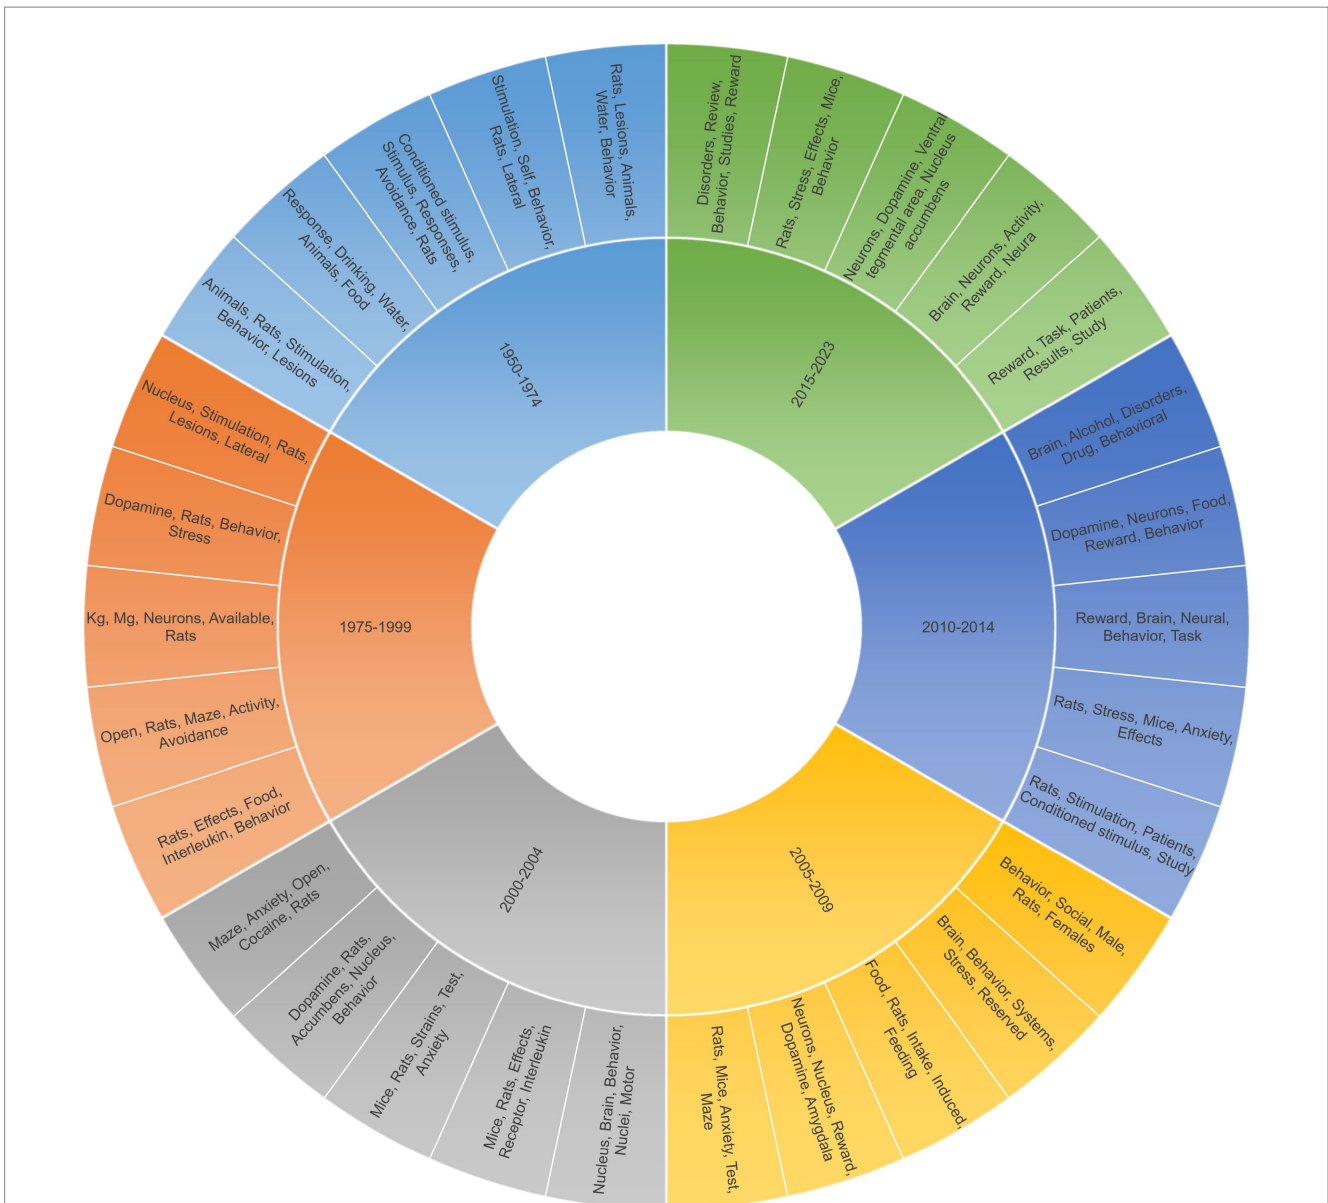 2015-2023
Disorders, Review,
Behavior, Studies, Reward
Rats, Stress, Effects, Mice,
Behavior
Neurons, Dopamine, Ventral
tegmental area, Nucleus
accumbens
Brain, Neurons, Activity,
Reward, Neura
Reward, Task, Patients,
Results, Study
2010-2014
Brain, Alcohol, Disorders,
Drug, Behavioral
Dopamine, Neurons, Food,
Reward, Behavior
Reward, Brain, Neural,
Behavior, Task
Rats, Stress, Mice, Anxiety,
Effects
Rats, Stimulation, Patients,
Conditioned stimulus, Study
2005-2009
Behavior, Social, Male,
Rats, Females
Brain, Behavior, Systems,
Stress, Reserved
Food, Rats, Intake, Induced,
Feeding
Neurons, Nucleus, Reward,
Dopamine, Amygdala
Rats, Mice, Anxiety, Test,
Maze
2000-2004
Nucleus, Brain, Behavior,
Nuclei, Motor
Mice, Rats, Effects,
Receptor, Interleukin
Mice, Rats, Strains, Test,
Anxiety
Dopamine, Rats,
Accumbens, Nucleus,
Behavior
Maze, Anxiety, Open,
Cocaine, Rats
1975-1999
Rats, Effects, Food,
Interleukin, Behavior
Open, Rats, Maze, Activity,
Avoidance
Kg, Mg, Neurons, Available,
Rats
Dopamine, Rats, Behavior,
Stress
Nucleus, Stimulation, Rats,
Lesions, Lateral
1950-1974
Animals, Rats, Stimulation,
Behavior, Lesions
Response, Drinking, Water,
Animals, Food
Conditioned stimulus,
Stimulus, Responses,
Avoidance, Rats
Stimulation, Self, Behavior,
Rats, Lateral
Rats, Lesions, Animals,
Water, Behavior